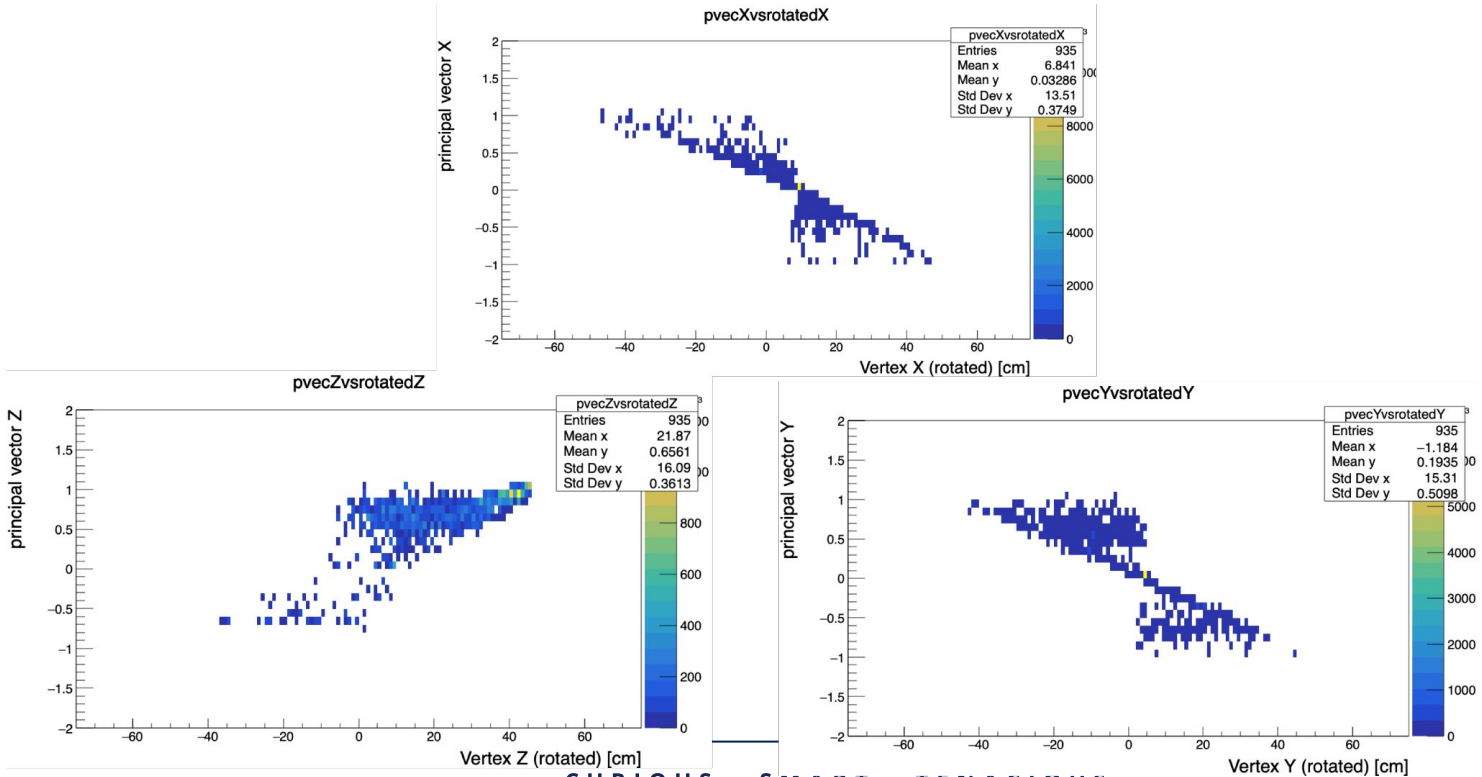 pvecXvsrotatedX
principal vector X
2
1.5
1
0.5
0
−0.5
−1
−1.5
−2
−60 −40 −20 0 20 40 60
Vertex X (rotated) [cm]
pvecXvsrotatedX
Entries 935
Mean x 6.841
Mean y 0.03286
Std Dev x 13.51
Std Dev y 0.3749
8000
6000
4000
2000
0
pvecZvsrotatedZ
principal vector Z
2
1.5
1
0.5
0
−0.5
−1
−1.5
−2
−60 −40 −20 0 20 40 60
Vertex Z (rotated) [cm]
pvecZvsrotatedZ
Entries 935
Mean x 21.87
Mean y 0.6561
Std Dev x 16.09
Std Dev y 0.3613
800
600
400
200
0
pvecYvsrotatedY
principal vector Y
2
1.5
1
0.5
0
−0.5
−1
−1.5
−2
−60 −40 −20 0 20 40 60
Vertex Y (rotated) [cm]
pvecYvsrotatedY
Entries 935
Mean x −1.184
Mean y 0.1935
Std Dev x 15.31
Std Dev y 0.5098
5000
4000
3000
2000
1000
0